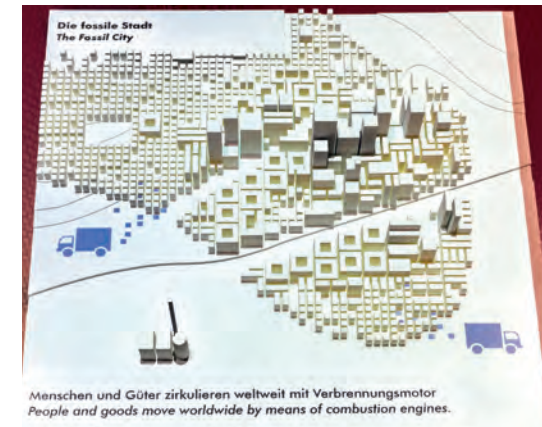 Die fossile Stadt
The Fossil City
Menschen und Güter zirkulieren weltweit mit Verbrennungsmotor
People and goods move worldwide by means of combustion engines.